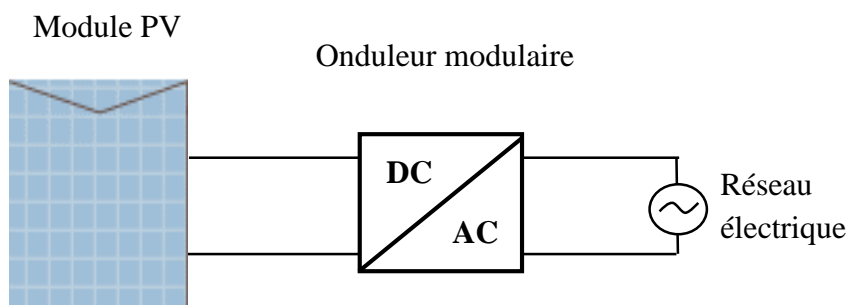 Module PV
Onduleur modulaire
DC
AC
Réseau
électrique